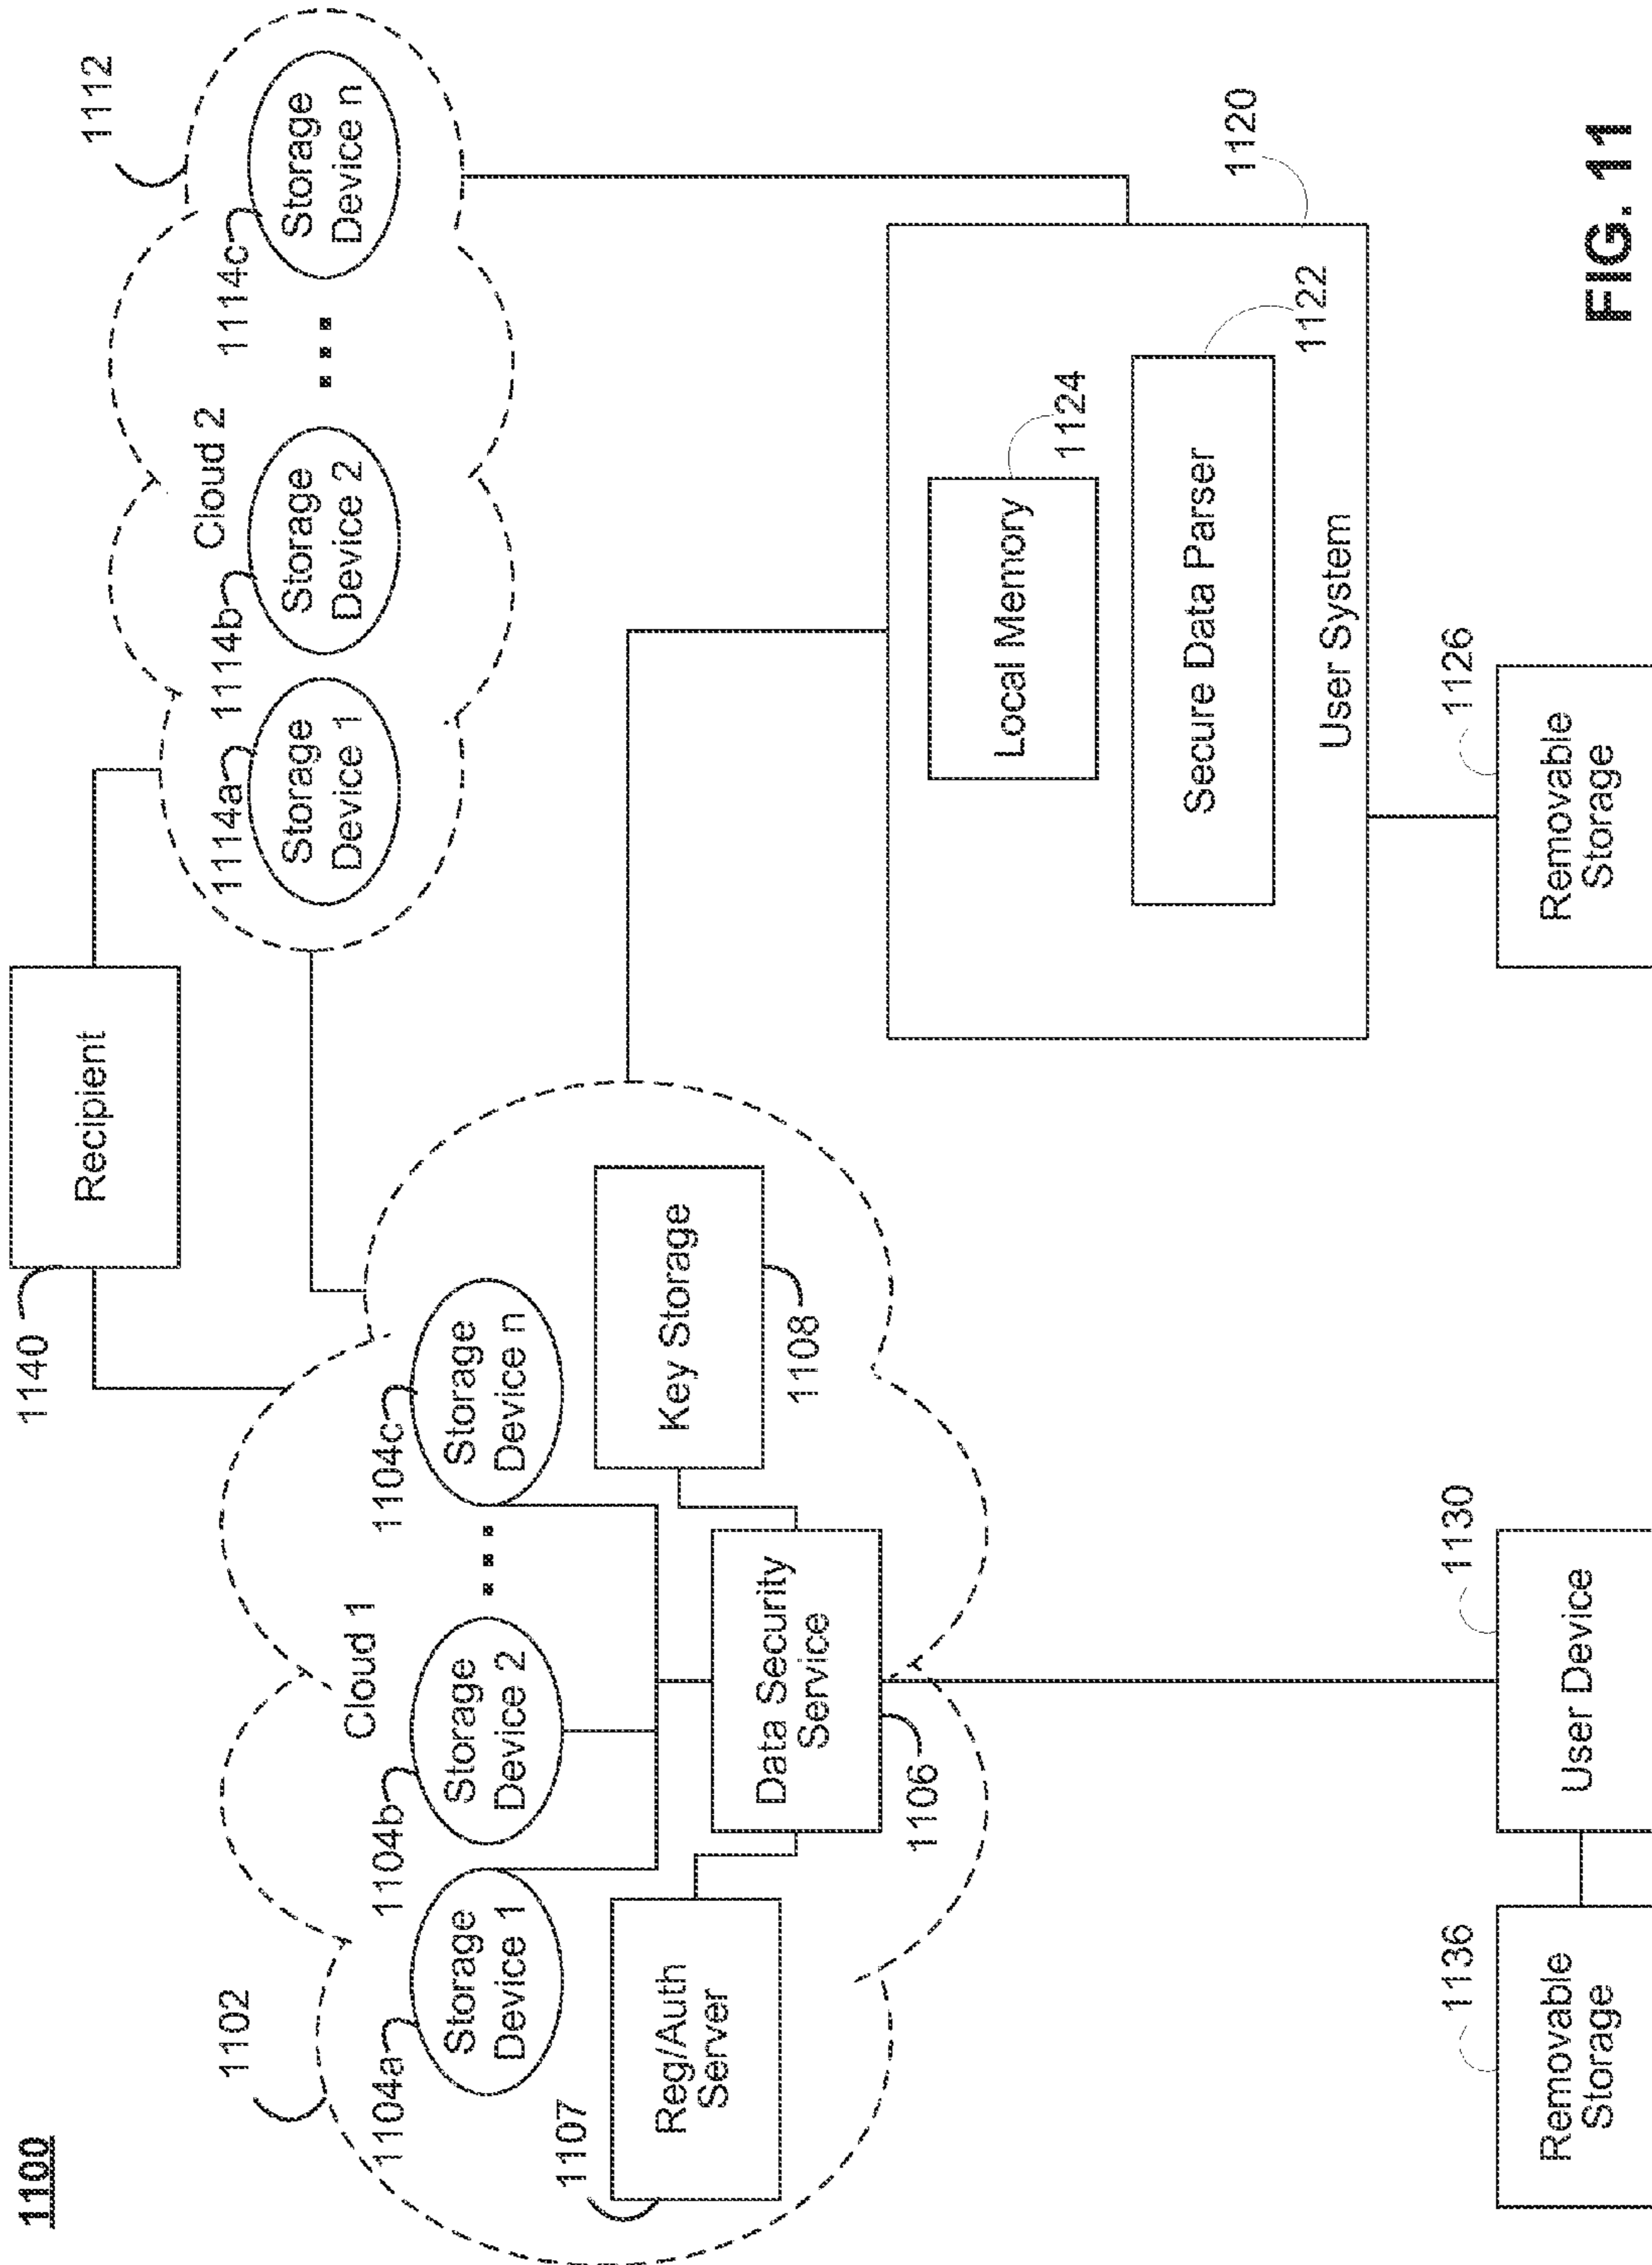 1100
1140
Recipient
1112
1102
Cloud 1
Cloud 2
1114a
1114b
1114c
Storage
Device 1
Storage
Device 2
Storage
Device n
1104a
1104b
1104c
Storage
Device 1
Storage
Device 2
Storage
Device n
1107
Reg/Auth
Server
Data Security
Service
1106
Key Storage
1108
1120
Local Memory
1124
Secure Data Parser
1122
User System
1136
Removable
Storage
1130
User Device
1126
Removable
Storage
FIG. 11